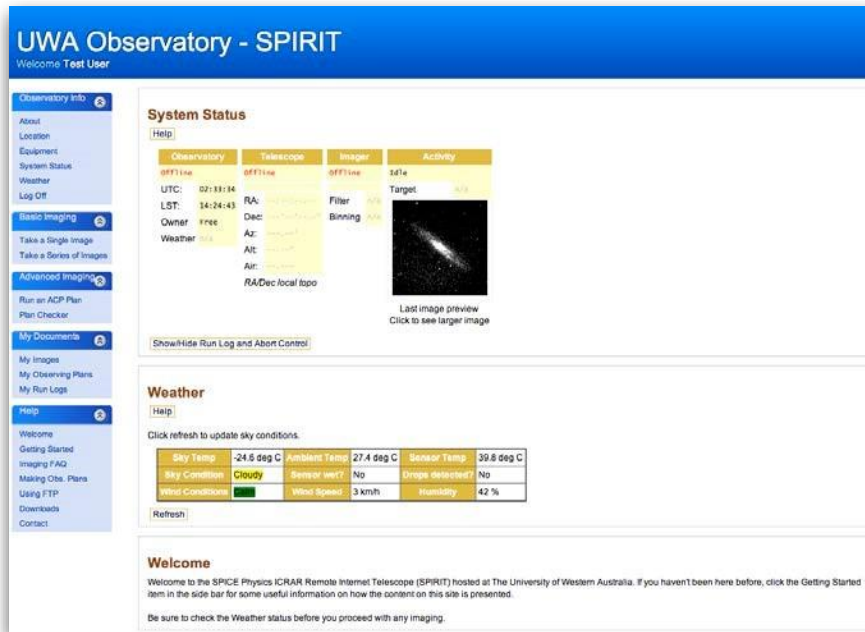 UWA Observatory - SPIRIT
Welcome Test User
Observatory Info
About
Location
Equipment
System Status
Weather
Log Off
Basic Imaging
Take a Single Image
Take a Series of Images
Advanced Imaging
Run an ACP Plan
Plan Checker
My Documents
My Images
My Observing Plans
My Run Logs
Help
Welcome
Getting Started
Imaging FAQ
Making Obs. Plans
Using FTP
Downloads
Contact
System Status
Help
Observatory Telescope Imager Activity
Offline Offline Offline Idle
UTC: 02:33:34
LST: 14:24:43
Owner Free
Weather n/a
RA:
Dec:
Az:
Alt:
Air:
RA/Dec local topo
Filter n/a
Binning n/a
Target n/a
Last image preview
Click to see larger image
Show/Hide Run Log and Abort Control
Weather
Help
Click refresh to update sky conditions.
Sky Temp -24.6 deg C Ambient Temp 27.4 deg C Sensor Temp 39.8 deg C
Sky Condition Cloudy Sensor wet? No Drops detected? No
Wind Conditions Calm Wind Speed 3 km/h Humidity 42 %
Refresh
Welcome
Welcome to the SPICE Physics ICRAR Remote Internet Telescope (SPIRIT) hosted at The University of Western Australia. If you haven't been here before, click the Getting Started
item in the side bar for some useful information on how the content on this site is presented.
Be sure to check the Weather status before you proceed with any imaging.